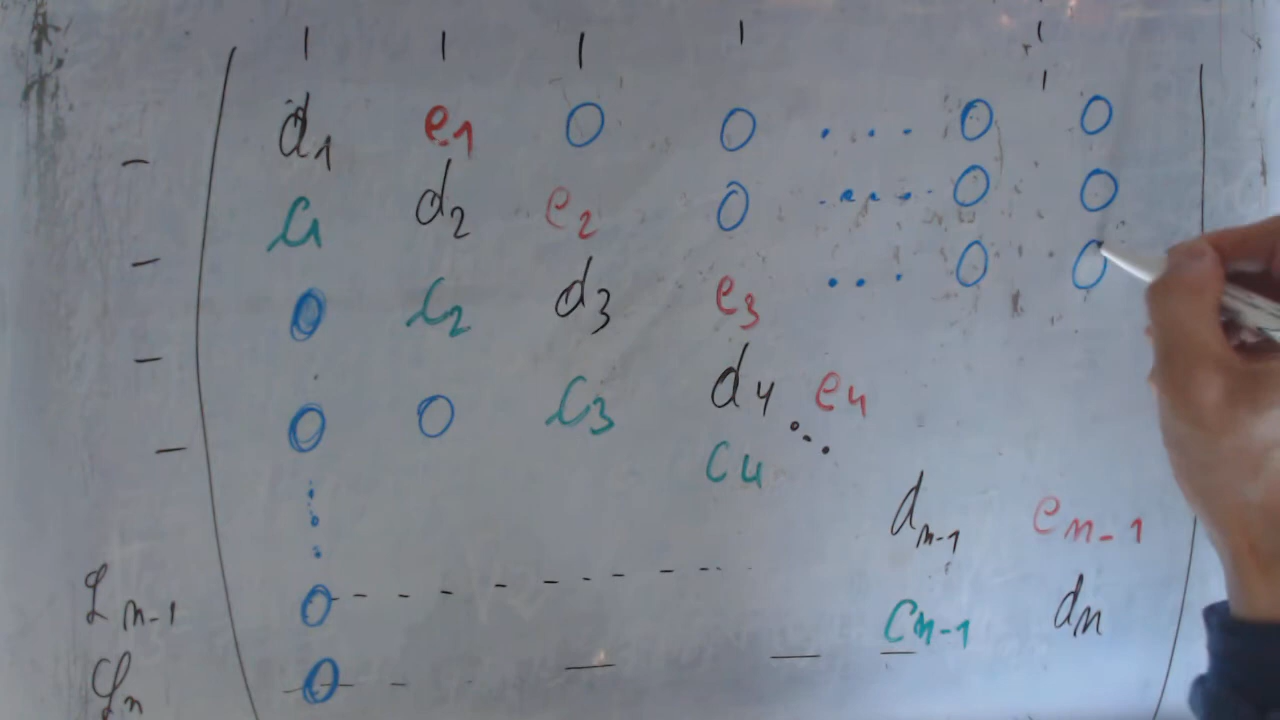 d1 e1 0 0 .... 0 0
c1 d2 e2 0 .... 0 0
0 c2 d3 e3 ... 0 0
0 0 c3 d4 e4
c4
dn-1 en-1
Ln-1 0 cn-1 dn
Ln 0